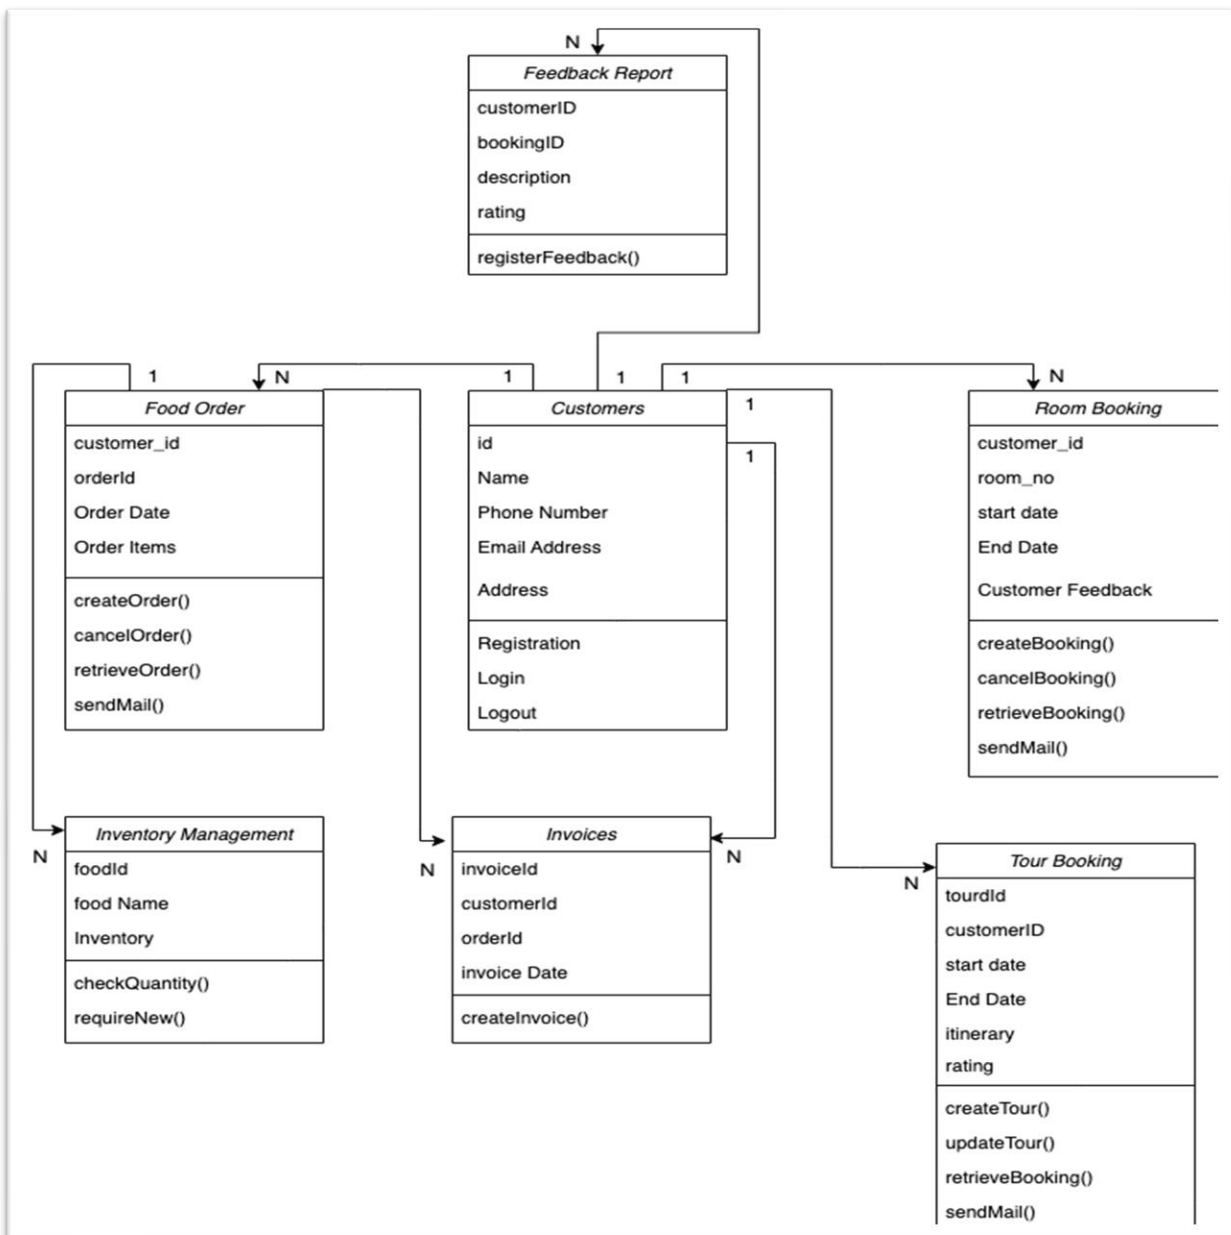 N
Feedback Report
customerID
bookingID
description
rating
registerFeedback()
1
N
1
1
1
N
Food Order
customer_id
orderId
Order Date
Order Items
createOrder()
cancelOrder()
retrieveOrder()
sendMail()
Customers
id
Name
Phone Number
Email Address
Address
Registration
Login
Logout
1
1
Room Booking
customer_id
room_no
start date
End Date
Customer Feedback
createBooking()
cancelBooking()
retrieveBooking()
sendMail()
N
Inventory Management
foodId
food Name
Inventory
checkQuantity()
requireNew()
N
Invoices
invoiceId
customerId
orderId
invoice Date
createInvoice()
N
N
Tour Booking
tourdId
customerID
start date
End Date
itinerary
rating
createTour()
updateTour()
retrieveBooking()
sendMail()